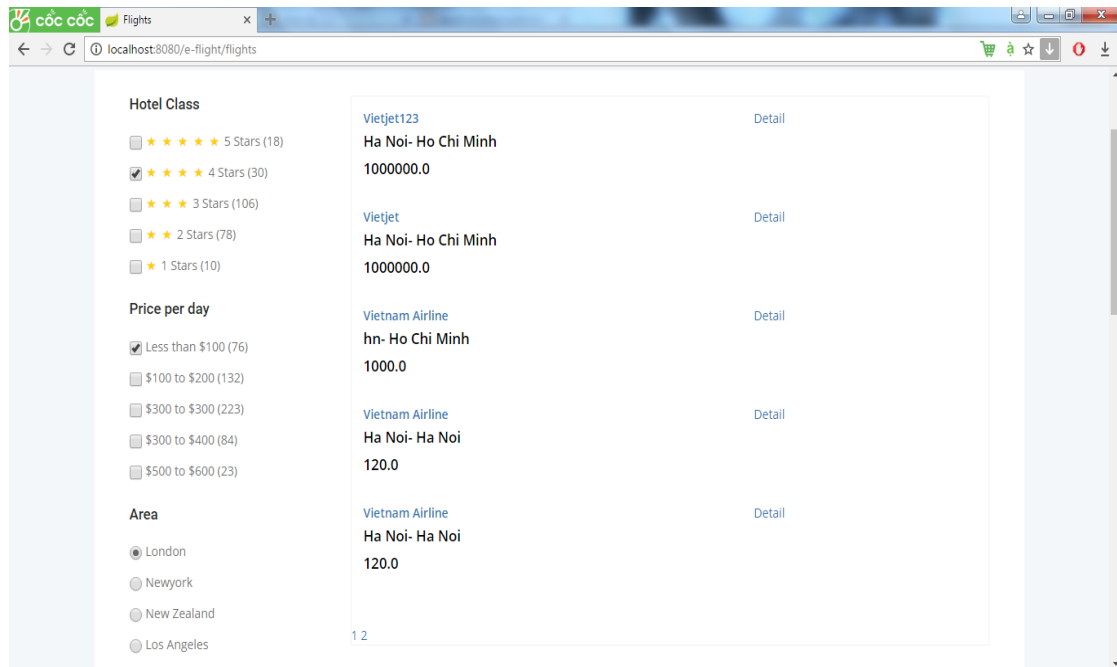 cốc cốc
Flights
localhost:8080/e-flight/flights
à
Hotel Class
5 Stars (18)
4 Stars (30)
3 Stars (106)
2 Stars (78)
1 Stars (10)
Price per day
Less than $100 (76)
$100 to $200 (132)
$300 to $300 (223)
$300 to $400 (84)
$500 to $600 (23)
Area
London
Newyork
New Zealand
Los Angeles
Vietjet123 Detail
Ha Noi- Ho Chi Minh
1000000.0
Vietjet Detail
Ha Noi- Ho Chi Minh
1000000.0
Vietnam Airline Detail
hn- Ho Chi Minh
1000.0
Vietnam Airline Detail
Ha Noi- Ha Noi
120.0
Vietnam Airline Detail
Ha Noi- Ha Noi
120.0
1 2